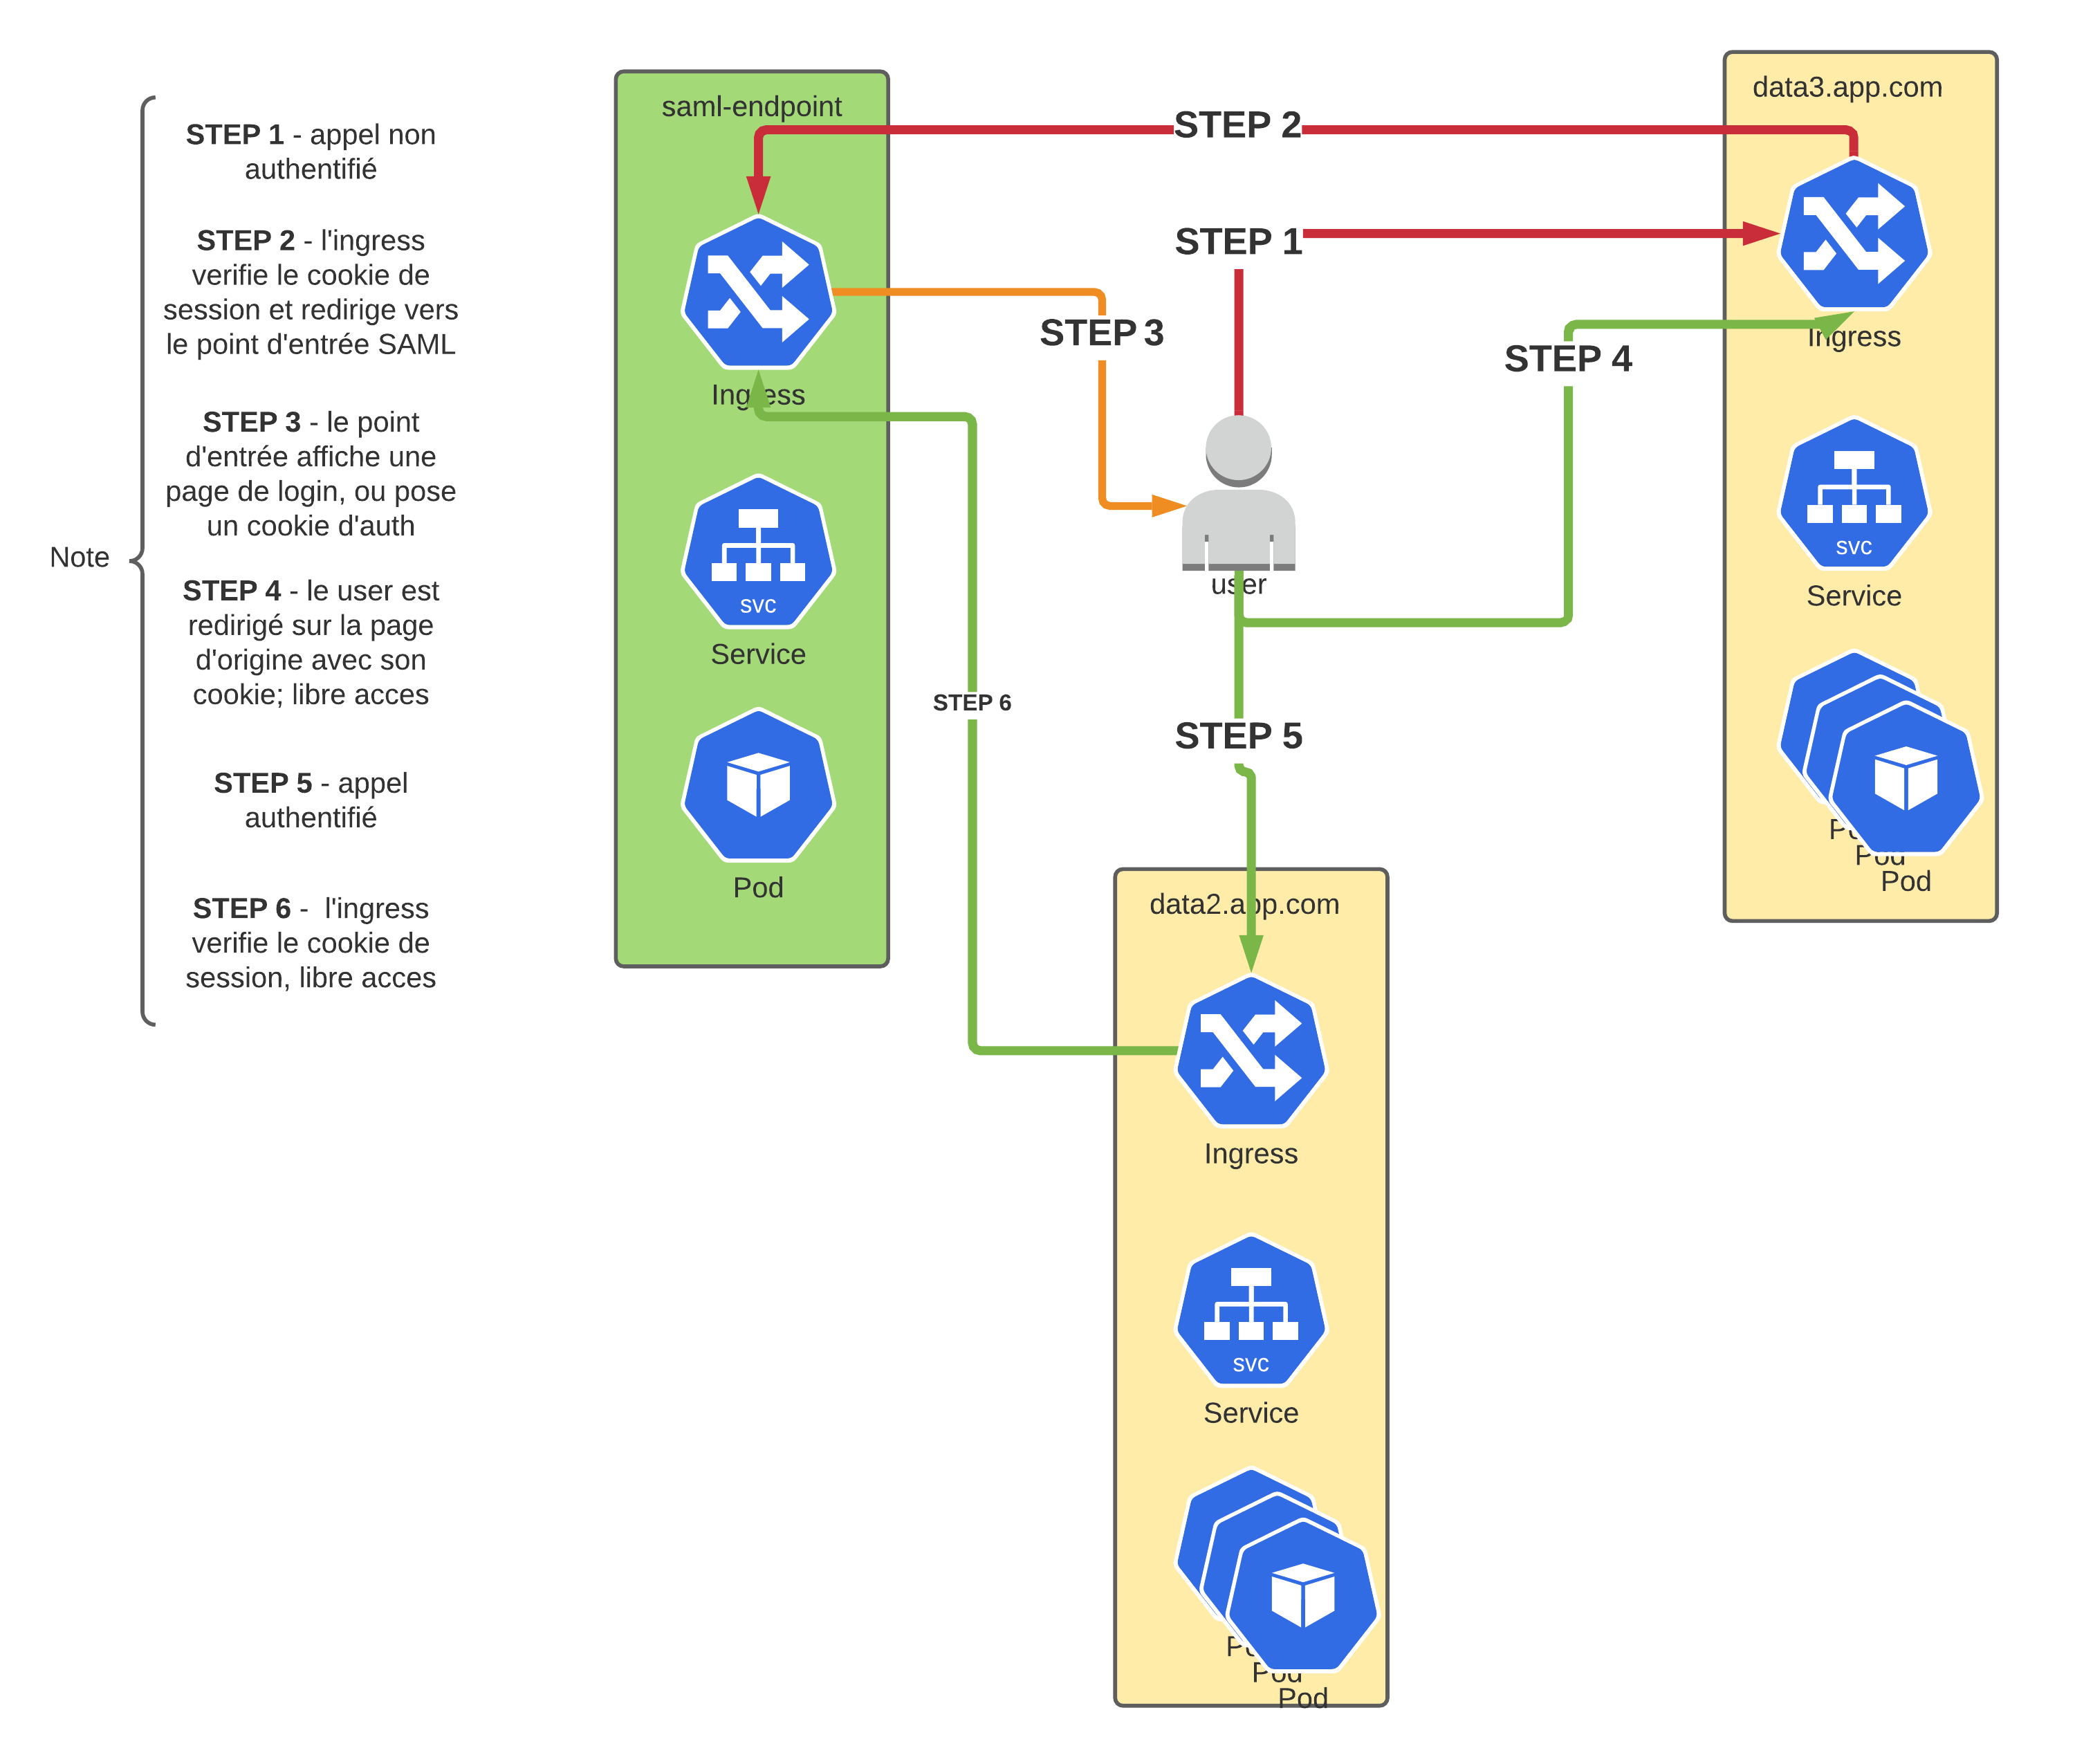 Note
STEP 1 - appel non
authentifié
STEP 2 - l'ingress
verifie le cookie de
session et redirige vers
le point d'entrée SAML
STEP 3 - le point
d'entrée affiche une
page de login, ou pose
un cookie d'auth
STEP 4 - le user est
redirigé sur la page
d'origine avec son
cookie; libre acces
STEP 5 - appel
authentifié
STEP 6 -  l'ingress
verifie le cookie de
session, libre acces
saml-endpoint
Ingress
svc
Service
Pod
STEP 2
STEP 1
STEP 3
STEP 4
user
STEP 6
STEP 5
data3.app.com
Ingress
svc
Service
Pod
Pod
Pod
data2.app.com
Ingress
svc
Service
Pod
Pod
Pod